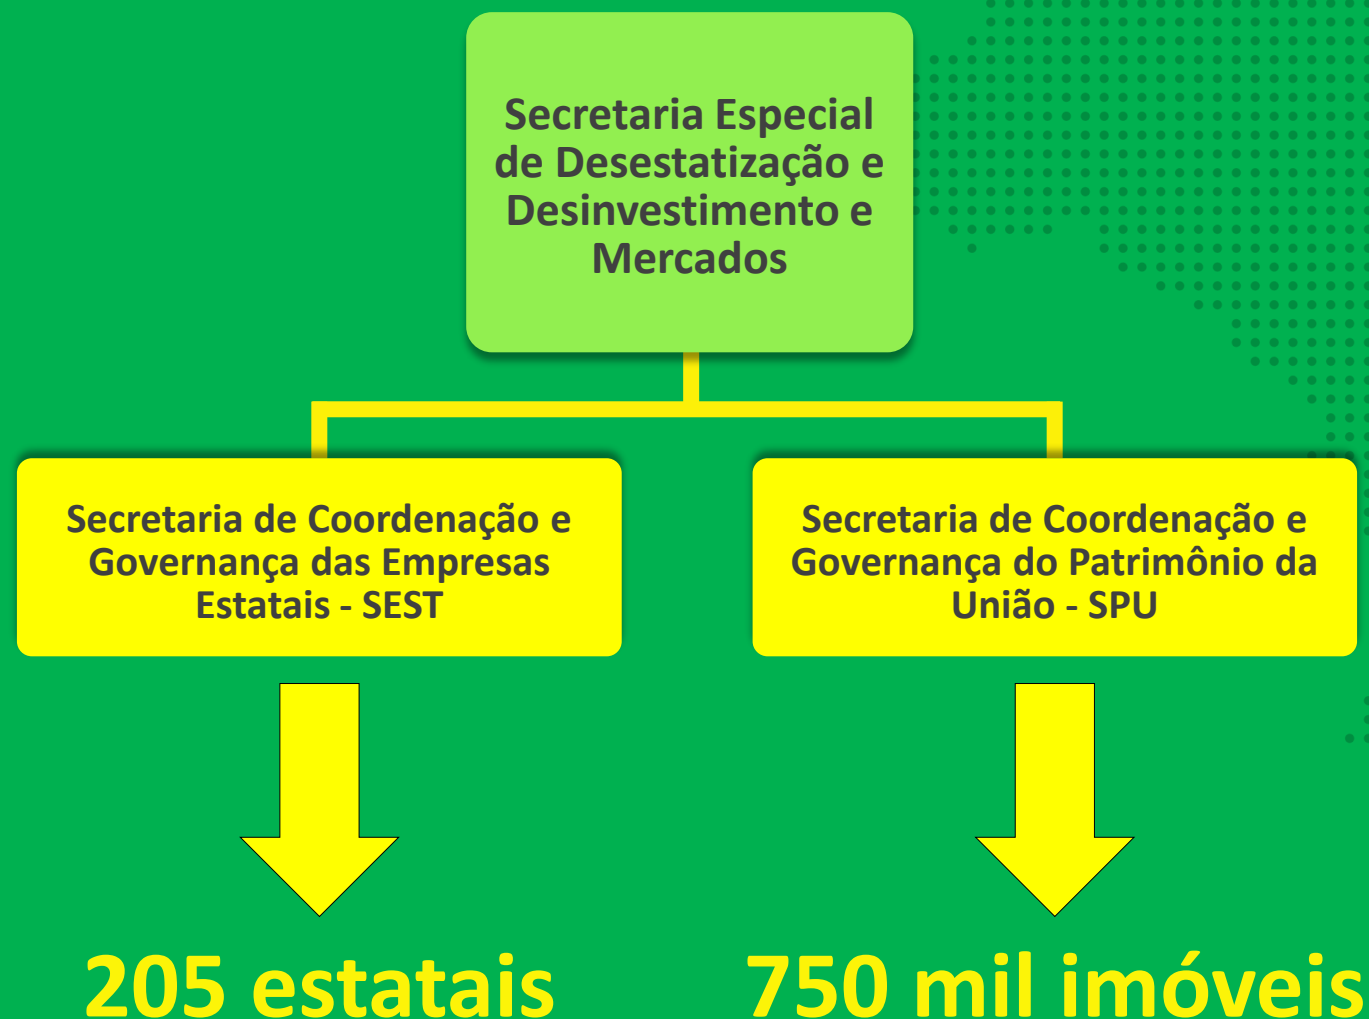 Secretaria Especial
de Desestatização e
Desinvestimento e
Mercados
Secretaria de Coordenação e
Governança das Empresas
Estatais - SEST
Secretaria de Coordenação e
Governança do Patrimônio da
União - SPU
205 estatais
750 mil imóveis